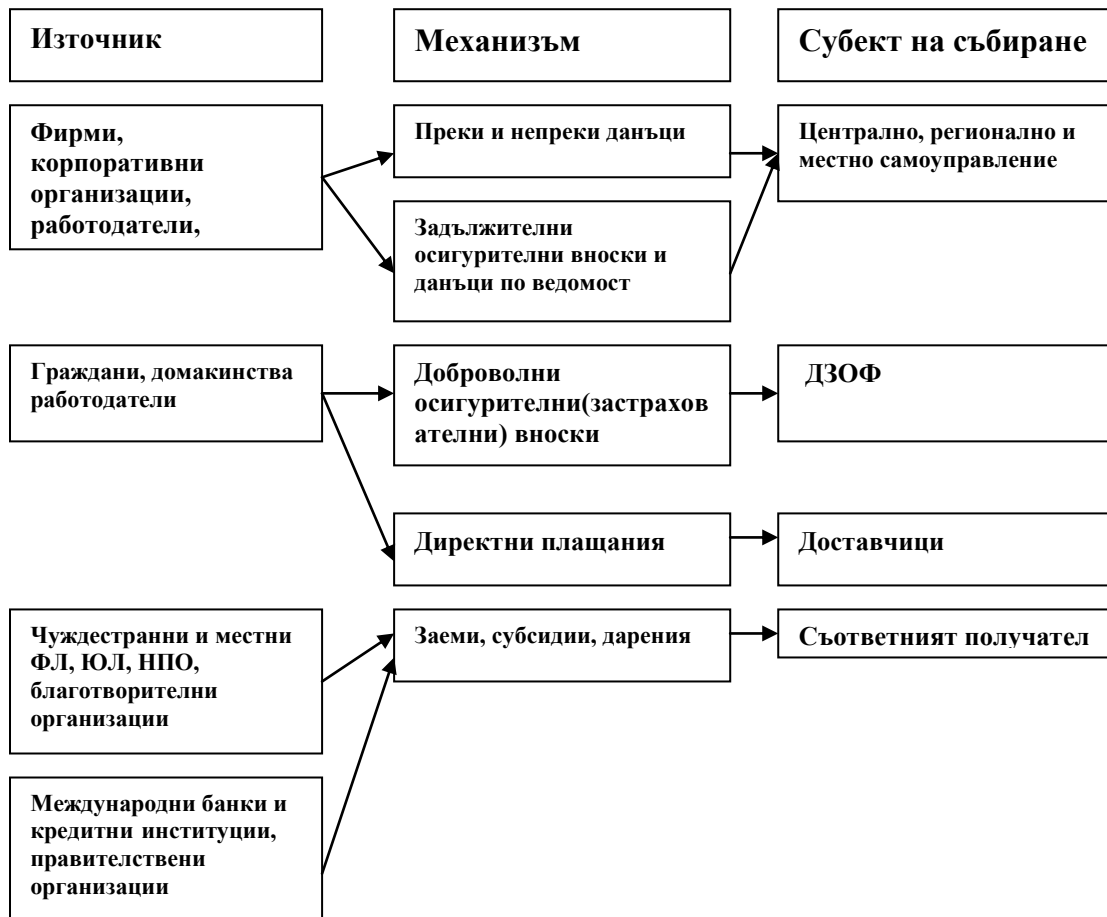 Източник
Механизъм
Субект на събиране
Фирми,
корпоративни
организации,
работодатели,
Преки и непреки данъци
Централно, регионално и
местно самоуправление
Задължителни
осигурителни вноски и
данъци по ведомост
Граждани, домакинства
работодатели
Доброволни
осигурителни(застрахов
ателни) вноски
ДЗОФ
Директни плащания
Доставчици
Чуждестранни и местни
ФЛ, ЮЛ, НПО,
благотворителни
организации
Заеми, субсидии, дарения
Съответният получател
Международни банки и
кредитни институции,
правителствени
организации